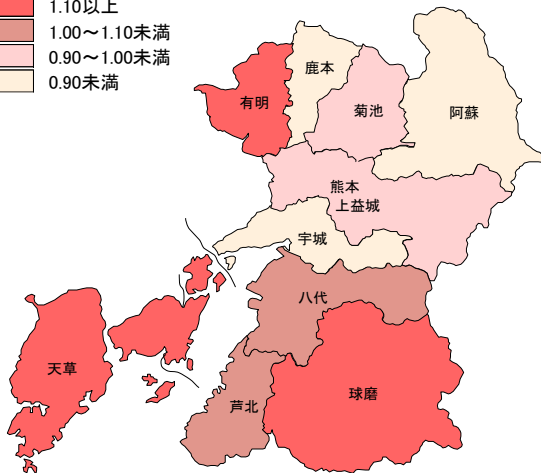 1.10以上
1.00～1.10未満
0.90～1.00未満
0.90未満
鹿本
有明
菊池
阿蘇
熊本
上益城
宇城
八代
天草
芦北
球磨